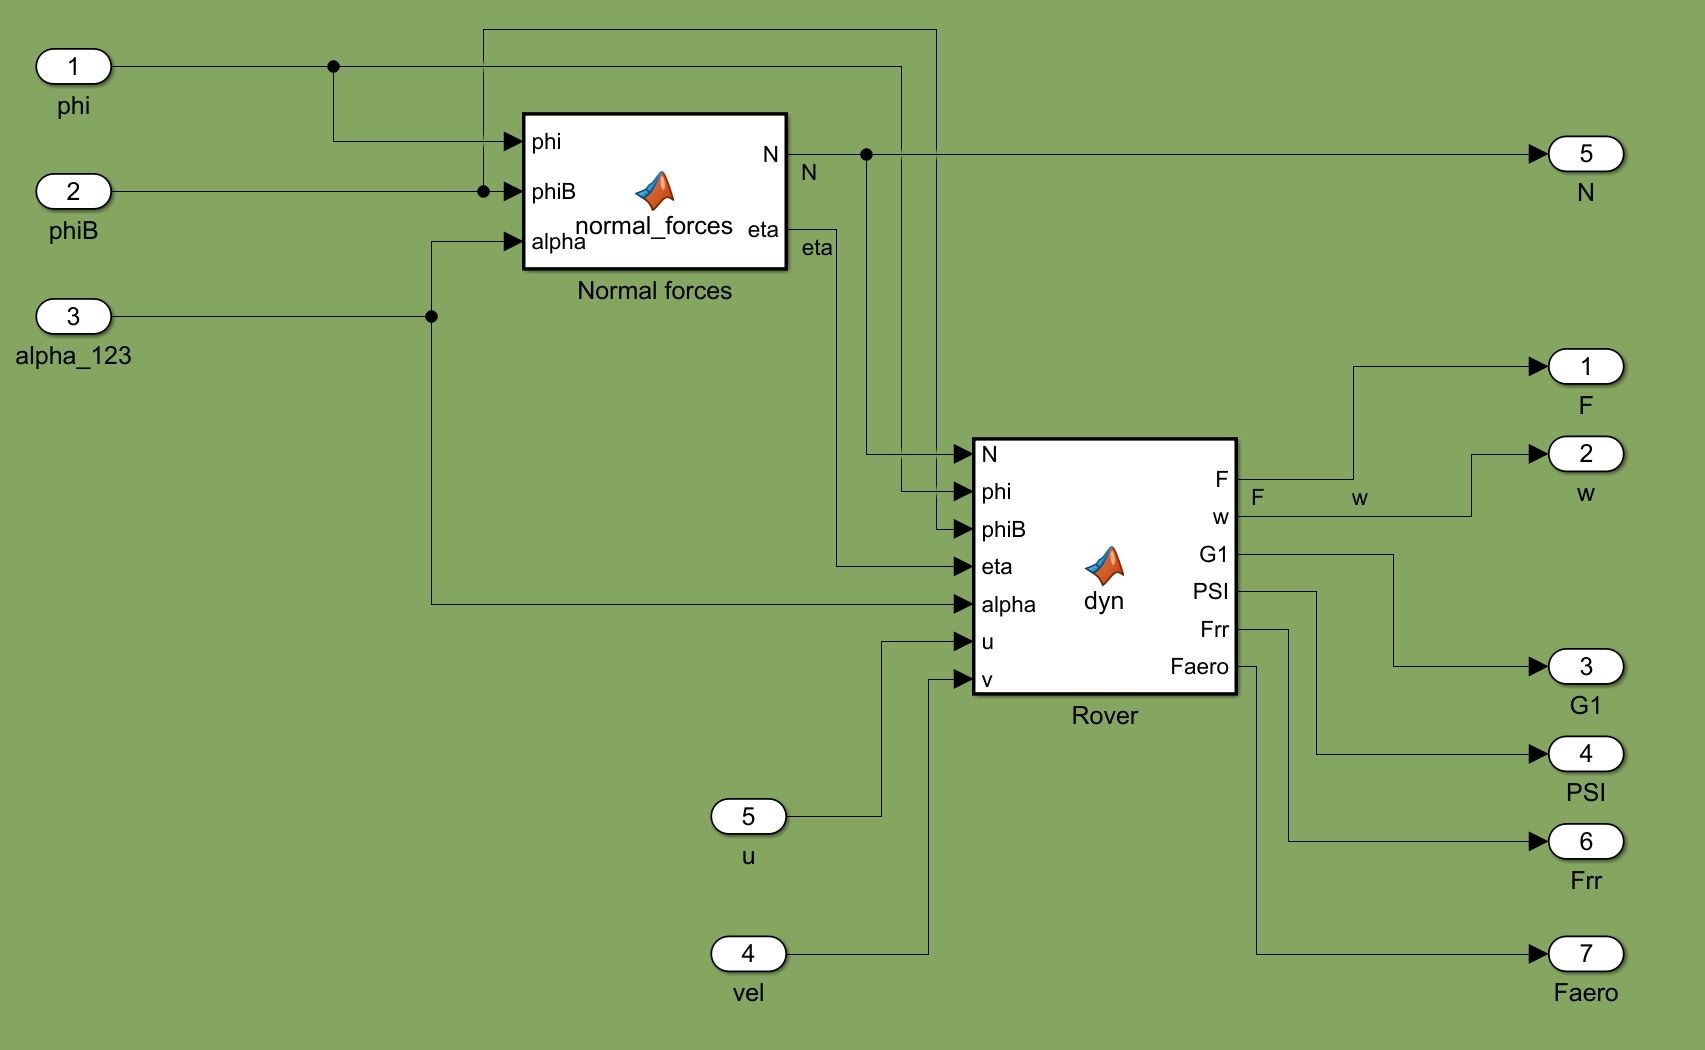 1
phi
2
phiB
3
alpha_123
phi
phiB
alpha
normal_forces
N
eta
Normal forces
N
eta
5
N
N
phi
phiB
eta
alpha
u
v
dyn
F
w
G1
PSI
Frr
Faero
Rover
F
w
1
F
2
w
3
G1
4
PSI
6
Frr
7
Faero
5
u
4
vel